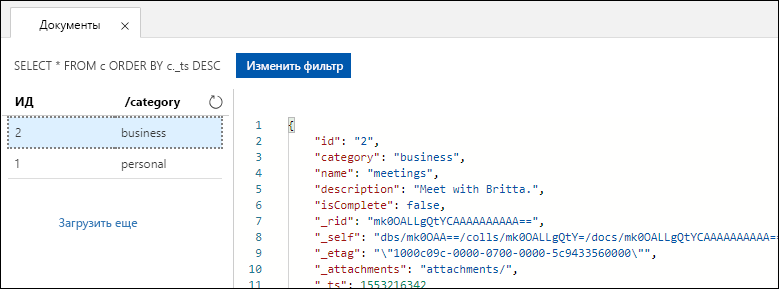 Документы ×
SELECT * FROM c ORDER BY c._ts DESC Изменить фильтр
ИД /category
2 business
1 personal
Загрузить еще
1 {
2 "id": "2",
3 "category": "business",
4 "name": "meetings",
5 "description": "Meet with Britta.",
6 "isComplete": false,
7 "_rid": "mk0OALLgQtYCAAAAAAAAAA==",
8 "_self": "dbs/mk0OAA==/colls/mk0OALLgQtY=/docs/mk0OALLgQtYCAAAAAAAAAA==
9 "_etag": "\"1000c09c-0000-0700-0000-5c9433560000\"",
10 "_attachments": "attachments/",
11 "_ts": 1553216342